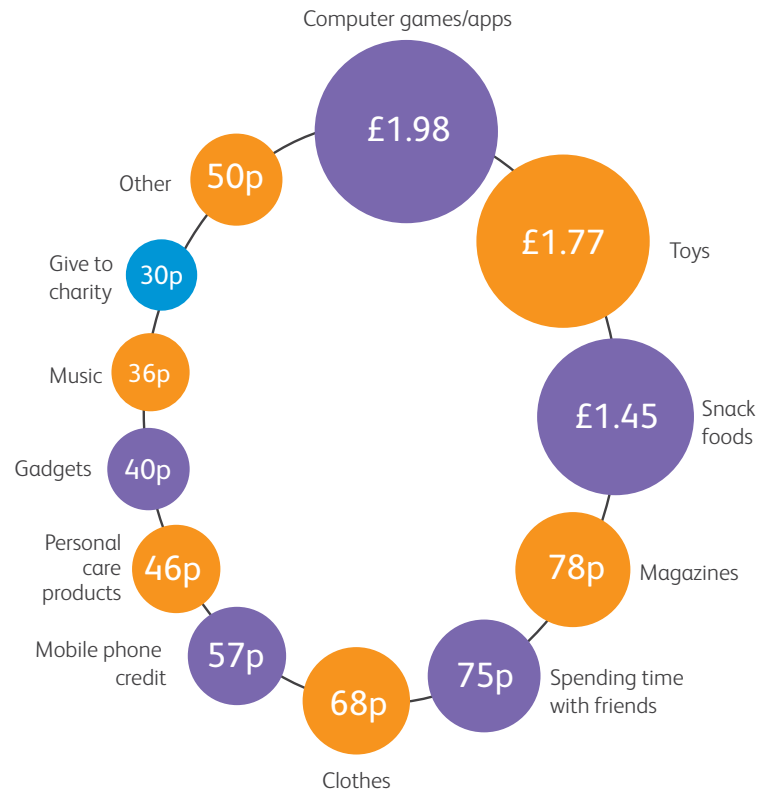 Computer games/apps
£1.98
£1.77
Toys
£1.45
Snack
foods
78p
Magazines
75p
Spending time
with friends
68p
Clothes
57p
Mobile phone
credit
46p
Personal
care
products
40p
Gadgets
36p
Music
30p
Give to
charity
50p
Other